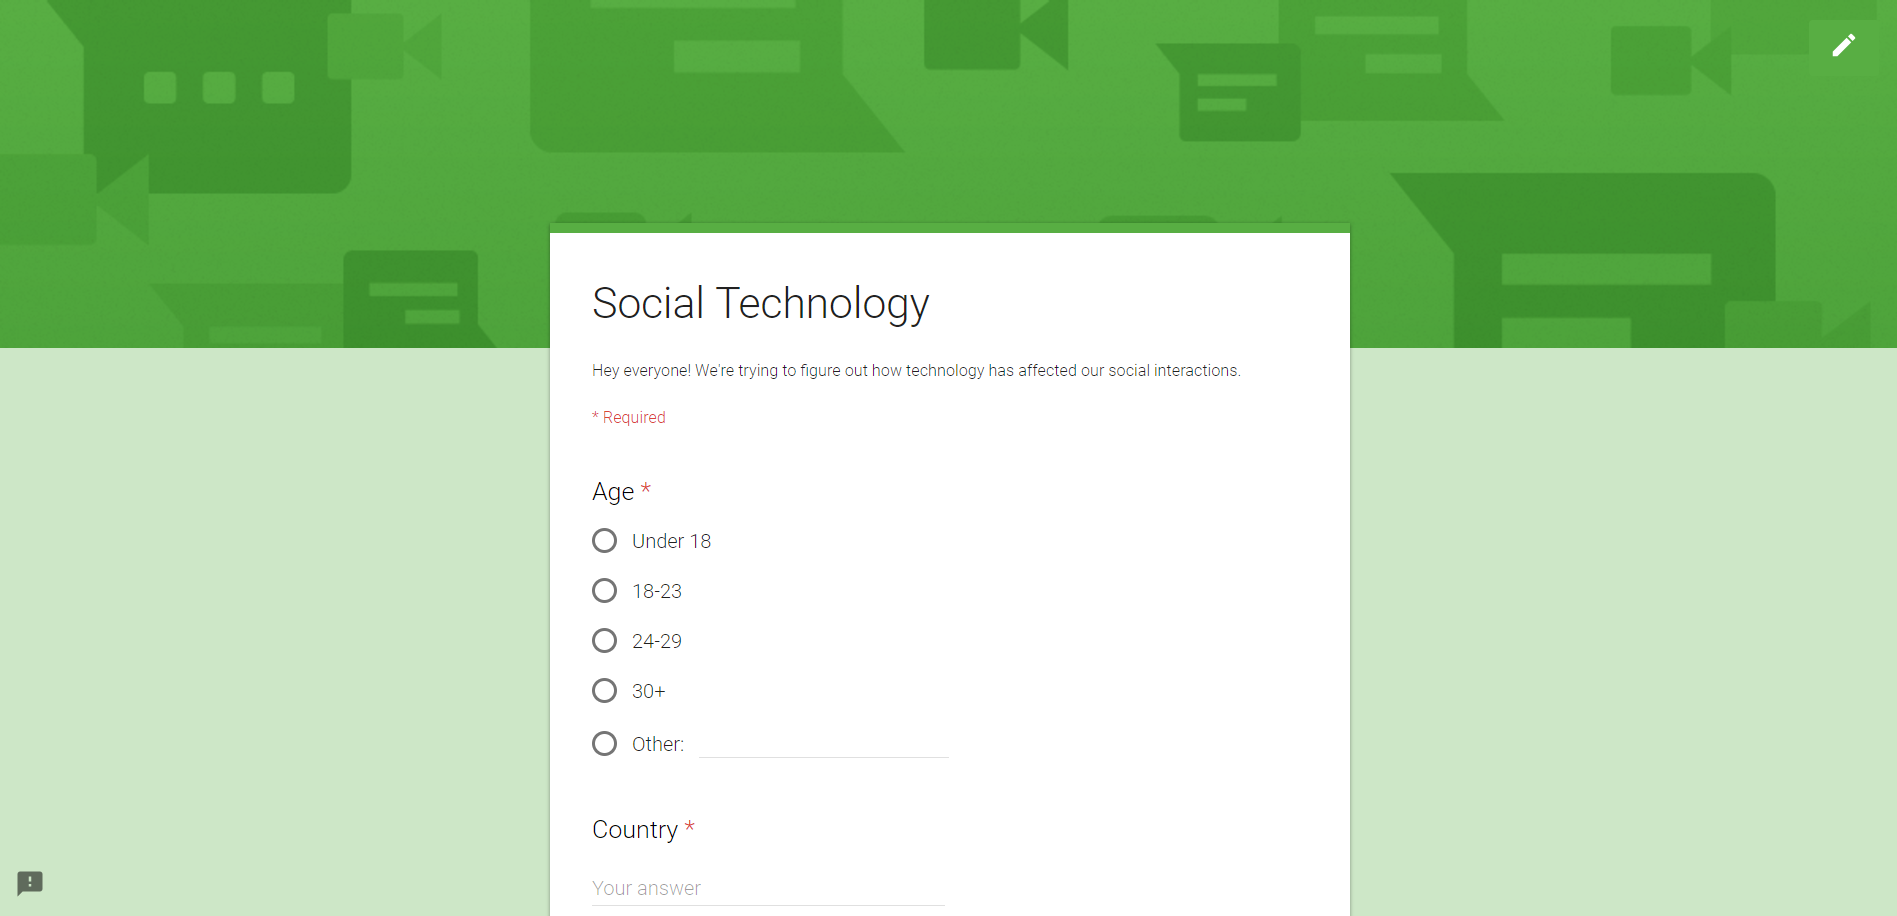 Social Technology
Hey everyone! We're trying to figure out how technology has affected our social interactions.
* Required
Age *
Under 18
18-23
24-29
30+
Other:
Country *
Your answer